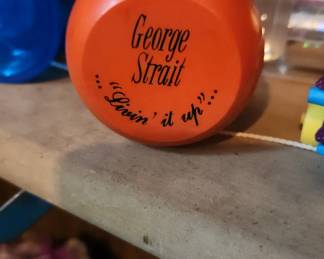 George
Strait
..."Livin' it up"...